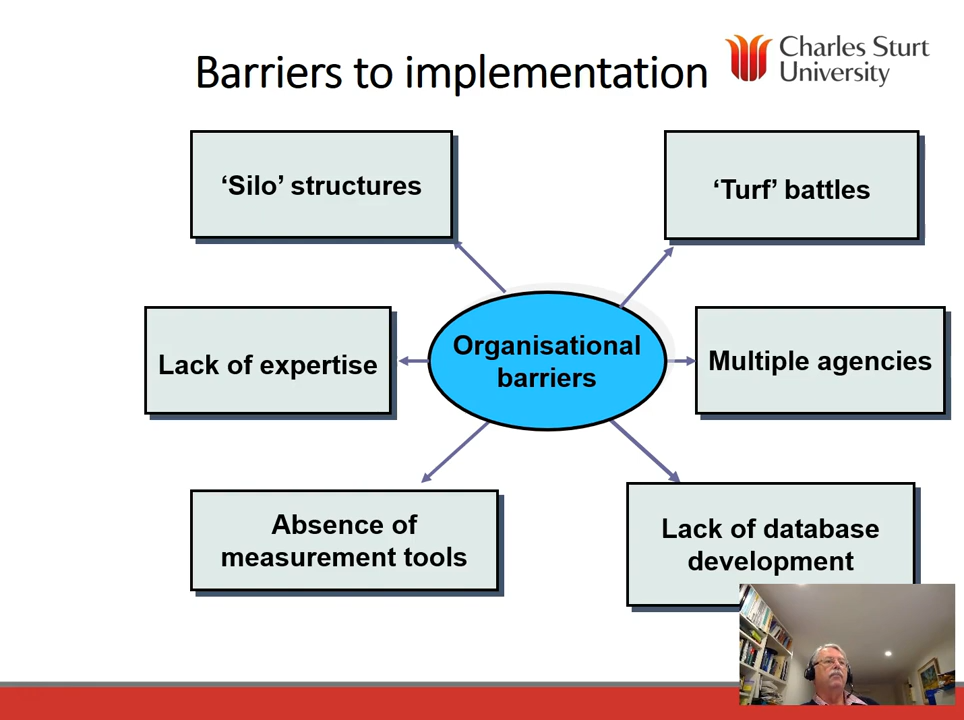 Barriers to implementation
Charles Sturt
University
‘Silo’ structures
‘Turf’ battles
Organisational
barriers
Lack of expertise
Multiple agencies
Absence of
measurement tools
Lack of database
development